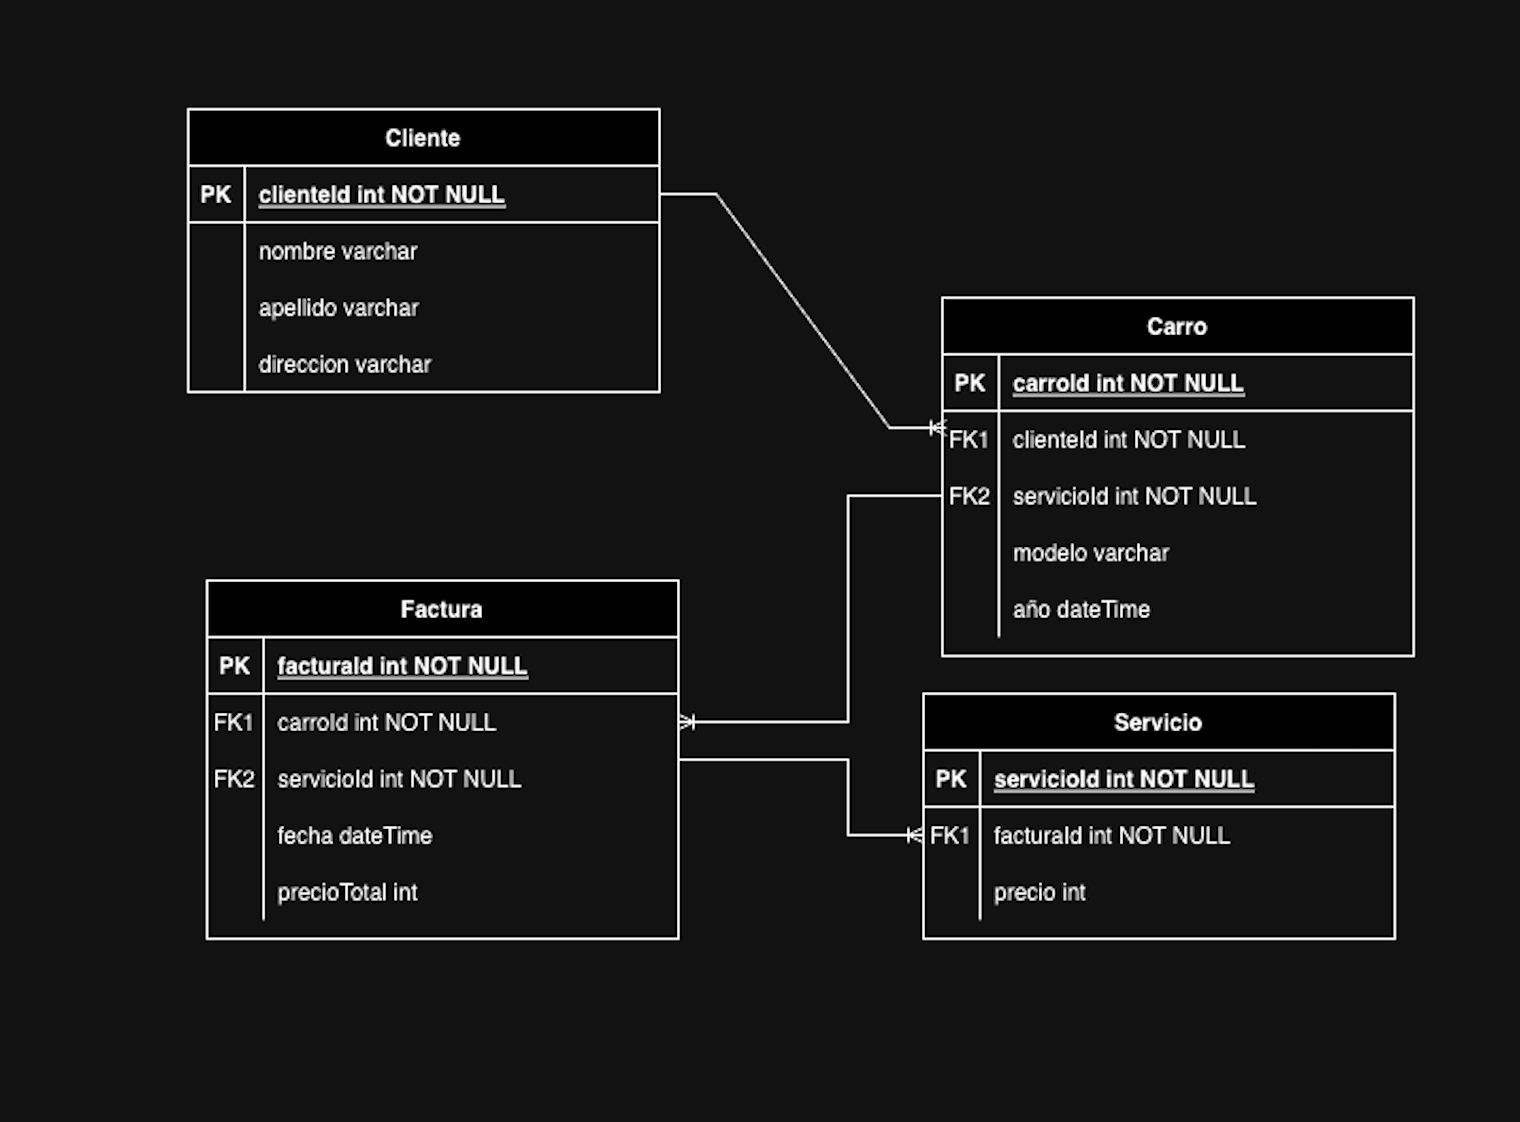 Cliente
PK clienteId int NOT NULL
nombre varchar
apellido varchar
direccion varchar
Carro
PK carroId int NOT NULL
FK1 clienteId int NOT NULL
FK2 servicioId int NOT NULL
modelo varchar
año dateTime
Factura
PK facturaId int NOT NULL
FK1 carroId int NOT NULL
FK2 servicioId int NOT NULL
fecha dateTime
precioTotal int
Servicio
PK servicioId int NOT NULL
FK1 facturaId int NOT NULL
precio int